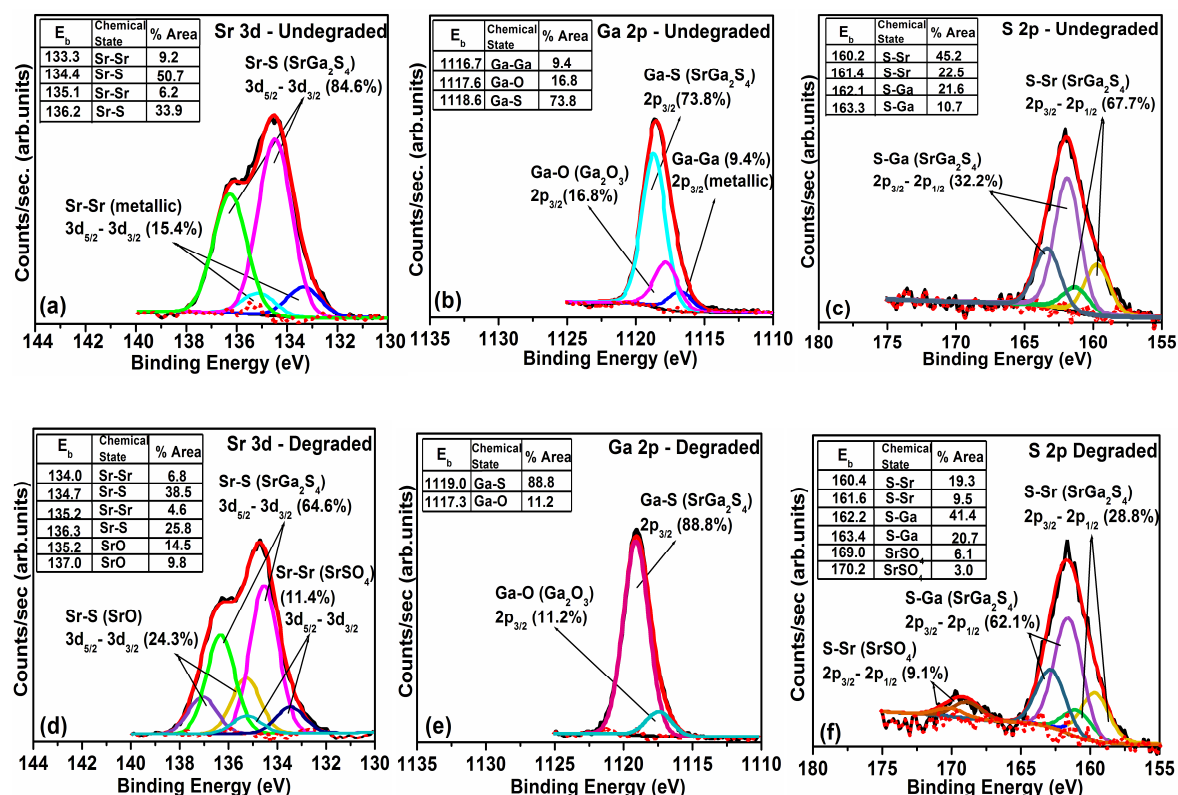 Sr 3d - Undegraded
E_b Chemical State % Area
133.3 Sr-Sr 9.2
134.4 Sr-S 50.7
135.1 Sr-Sr 6.2
136.2 Sr-S 33.9
Sr-S (SrGa₂S₄)
3d₅/₂- 3d₃/₂ (84.6%)
Sr-Sr (metallic)
3d₅/₂- 3d₃/₂ (15.4%)
(a)
Counts/sec. (arb.units)
140 138 136 134 132 130
Binding Energy (eV)
Ga 2p - Undegraded
E_b Chemical State % Area
1116.7 Ga-Ga 9.4
1117.6 Ga-O 16.8
1118.6 Ga-S 73.8
Ga-S (SrGa₂S₄)
2p₃/₂ (73.8%)
Ga-O (Ga₂O₃)
2p₃/₂ (16.8%)
Ga-Ga (9.4%)
2p₃/₂ (metallic)
(b)
Counts/sec. (arb.units)
1135 1130 1125 1120 1115 1110
Binding Energy (eV)
S 2p - Undegraded
E_b Chemical State % Area
160.2 S-Sr 45.2
161.4 S-Sr 22.5
162.1 S-Ga 21.6
163.3 S-Ga 10.7
S-Sr (SrGa₂S₄)
2p₃/₂- 2p₁/₂ (67.7%)
S-Ga (SrGa₂S₄)
2p₃/₂- 2p₁/₂ (32.2%)
(c)
Counts/sec. (arb.units)
180 175 170 165 160 155
Binding Energy (eV)
Sr 3d - Degraded
E_b Chemical State % Area
134.0 Sr-Sr 6.8
134.7 Sr-S 38.5
135.2 Sr-Sr 4.6
136.3 Sr-S 25.8
135.2 SrO 14.5
137.0 SrO 9.8
Sr-S (SrGa₂S₄)
3d₅/₂- 3d₃/₂ (64.6%)
Sr-Sr (SrSO₄)
(11.4%)
3d₅/₂- 3d₃/₂
Sr-S (SrO)
3d₅/₂- 3d₃/₂ (24.3%)
(d)
Counts/sec (arb.units)
144 142 140 138 136 134 132 130
Binding Energy (eV)
Ga 2p - Degraded
E_b Chemical State % Area
1119.0 Ga-S 88.8
1117.3 Ga-O 11.2
Ga-S (SrGa₂S₄)
2p₃/₂ (88.8%)
Ga-O (Ga₂O₃)
2p₃/₂ (11.2%)
(e)
Counts/sec (arb.units)
1135 1130 1125 1120 1115 1110
Binding Energy (eV)
S 2p Degraded
E_b Chemical State % Area
160.4 S-Sr 19.3
161.6 S-Sr 9.5
162.2 S-Ga 41.4
163.4 S-Ga 20.7
169.0 SrSO₄ 6.1
170.2 SrSO₄ 3.0
S-Sr (SrGa₂S₄)
2p₃/₂- 2p₁/₂ (28.8%)
S-Ga (SrGa₂S₄)
2p₃/₂- 2p₁/₂ (62.1%)
S-Sr (SrSO₄)
2p₃/₂- 2p₁/₂ (9.1%)
(f)
Counts/sec (arb.units)
180 175 170 165 160 155
Binding Energy (eV)